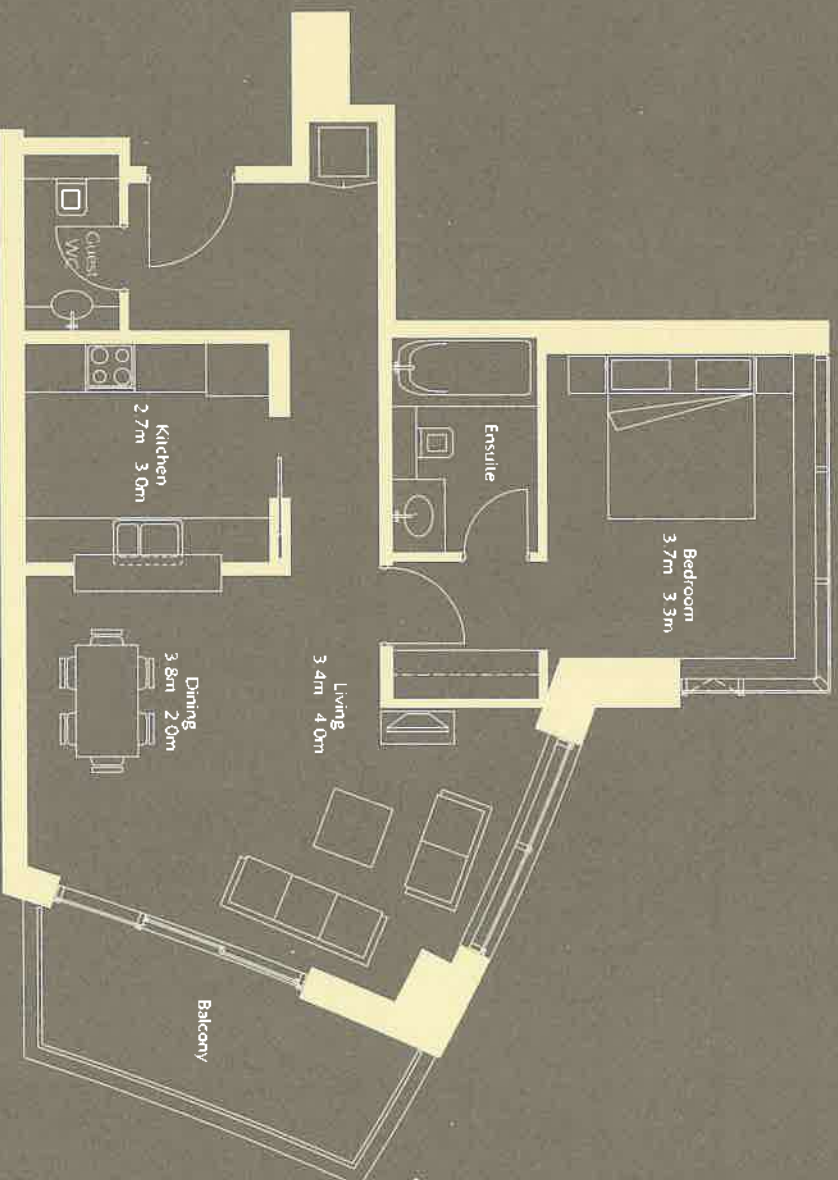 Bedroom
3.7m 3.3m
Ensuite
Living
3.4m 4.0m
Guest
WC
Kitchen
2.7m 3.0m
Dining
3.8m 2.0m
Balcony